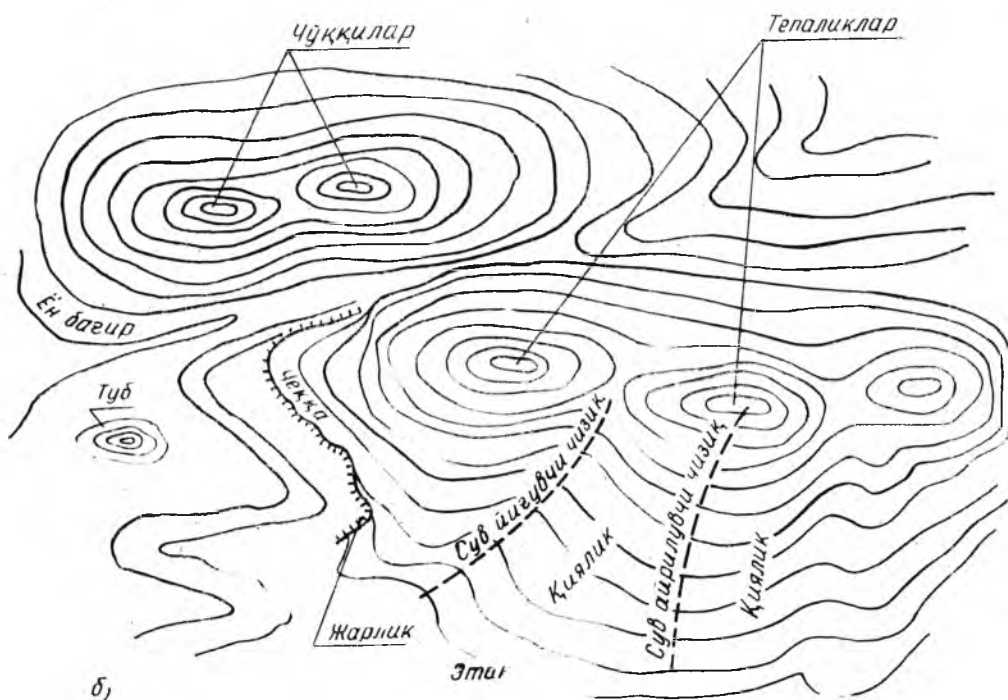 Чўққилар
Тепаликлар
Ён бағир
Туб
Чекка
Сув йиғувчи чизиқ
Сув айрилувчи чизиқ
Қиялик
Қиялик
Жарлик
Этак
б)